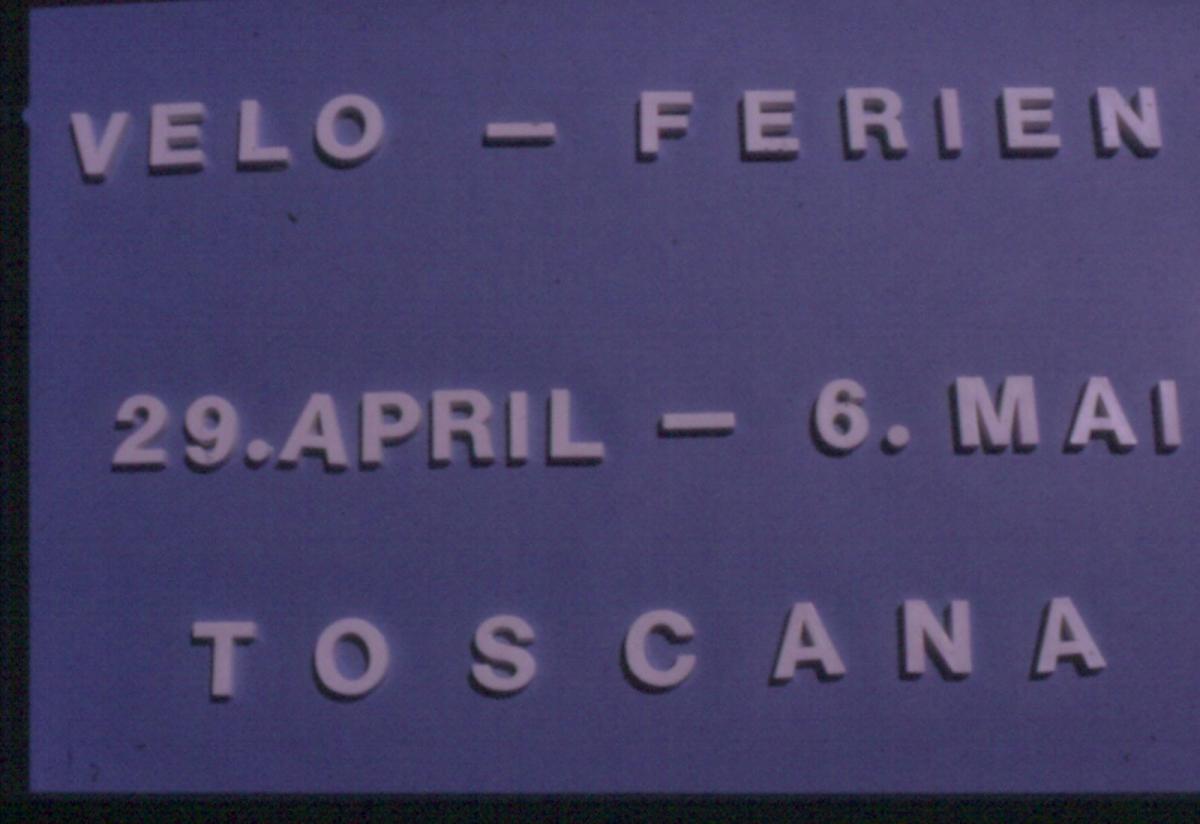 VELO – FERIEN
29.APRIL – 6. MAI
TOSCANA